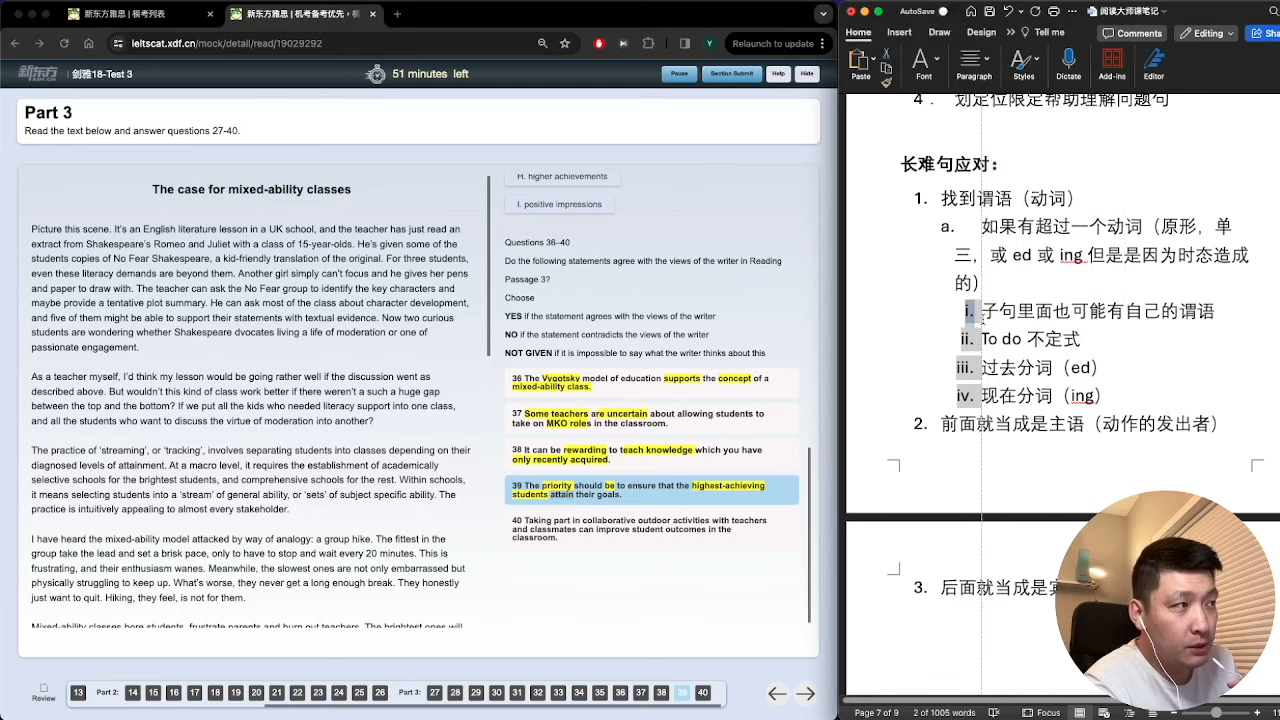 新东方雅思 | 模考列表
新东方雅思 | 机考备考优先 •
ieltscat.xdf.cn/mock/detail/read/19029292
Y
Relaunch to update
新东方
剑雅18-Test 3
51 minutes left
Pause
Section Submit
Help
Hide
Part 3
Read the text below and answer questions 27-40.
The case for mixed-ability classes
Picture this scene. It's an English literature lesson in a UK school, and the teacher has just read an
extract from Shakespeare's Romeo and Juliet with a class of 15-year-olds. He's given some of the
students copies of No Fear Shakespeare, a kid-friendly translation of the original. For three students,
even these literacy demands are beyond them. Another girl simply can't focus and he gives her pens
and paper to draw with. The teacher can ask the No Fear group to identify the key characters and
maybe provide a tentative plot summary. He can ask most of the class about character development,
and five of them might be able to support their statements with textual evidence. Now two curious
students are wondering whether Shakespeare advocates living a life of moderation or one of
passionate engagement.
As a teacher myself, I'd think my lesson would be going rather well if the discussion went as
described above. But wouldn't this kind of class work better if there weren't such a huge gap
between the top and the bottom? If we put all the kids who needed literacy support into one class,
and all the students who want to discuss the virtue of moderation into another?
The practice of 'streaming', or 'tracking', involves separating students into classes depending on their
diagnosed levels of attainment. At a macro level, it requires the establishment of academically
selective schools for the brightest students, and comprehensive schools for the rest. Within schools,
it means selecting students into a 'stream' of general ability, or 'sets' of subject specific ability. The
practice is intuitively appealing to almost every stakeholder.
I have heard the mixed-ability model attacked by way of analogy: a group hike. The fittest in the
group take the lead and set a brisk pace, only to have to stop and wait every 20 minutes. This is
frustrating, and their enthusiasm wanes. Meanwhile, the slowest ones are not only embarrassed but
physically struggling to keep up. What's worse, they never get a long enough break. They honestly
just want to quit. Hiking, they feel, is not for them.
Mixed-ability classes bore students, frustrate parents and burn out teachers. The brightest ones will
H. higher achievements
I. positive impressions
Questions 36–40
Do the following statements agree with the views of the writer in Reading
Passage 3?
Choose
YES if the statement agrees with the views of the writer
NO if the statement contradicts the views of the writer
NOT GIVEN if it is impossible to say what the writer thinks about this
36 The Vygotsky model of education supports the concept of a
mixed-ability class.
37 Some teachers are uncertain about allowing students to
take on MKO roles in the classroom.
38 It can be rewarding to teach knowledge which you have
only recently acquired.
39 The priority should be to ensure that the highest-achieving
students attain their goals.
40 Taking part in collaborative outdoor activities with teachers
and classmates can improve student outcomes in the
classroom.
Review
13 Part 2: 14 15 16 17 18 19 20 21 22 23 24 25 26 Part 3: 27 28 29 30 31 32 33 34 35 36 37 38 39 40
AutoSave
阅读大师课笔记
Home
Insert
Draw
Design
>>
Tell me
Comments
Editing
Sha
Paste
Font
Paragraph
Styles
Dictate
Add-ins
Editor
4． 划定位限定帮助理解问题句
长难句应对：
1. 找到谓语（动词）
a. 如果有超过一个动词（原形，单
三，或 ed 或 ing 但是是因为时态造成
的）
i. 子句里面也可能有自己的谓语
ii. To do 不定式
iii. 过去分词（ed）
iv. 现在分词（ing）
2. 前面就当成是主语（动作的发出者）
3. 后面就当成是宾
Page 7 of 9
2 of 1005 words
Focus